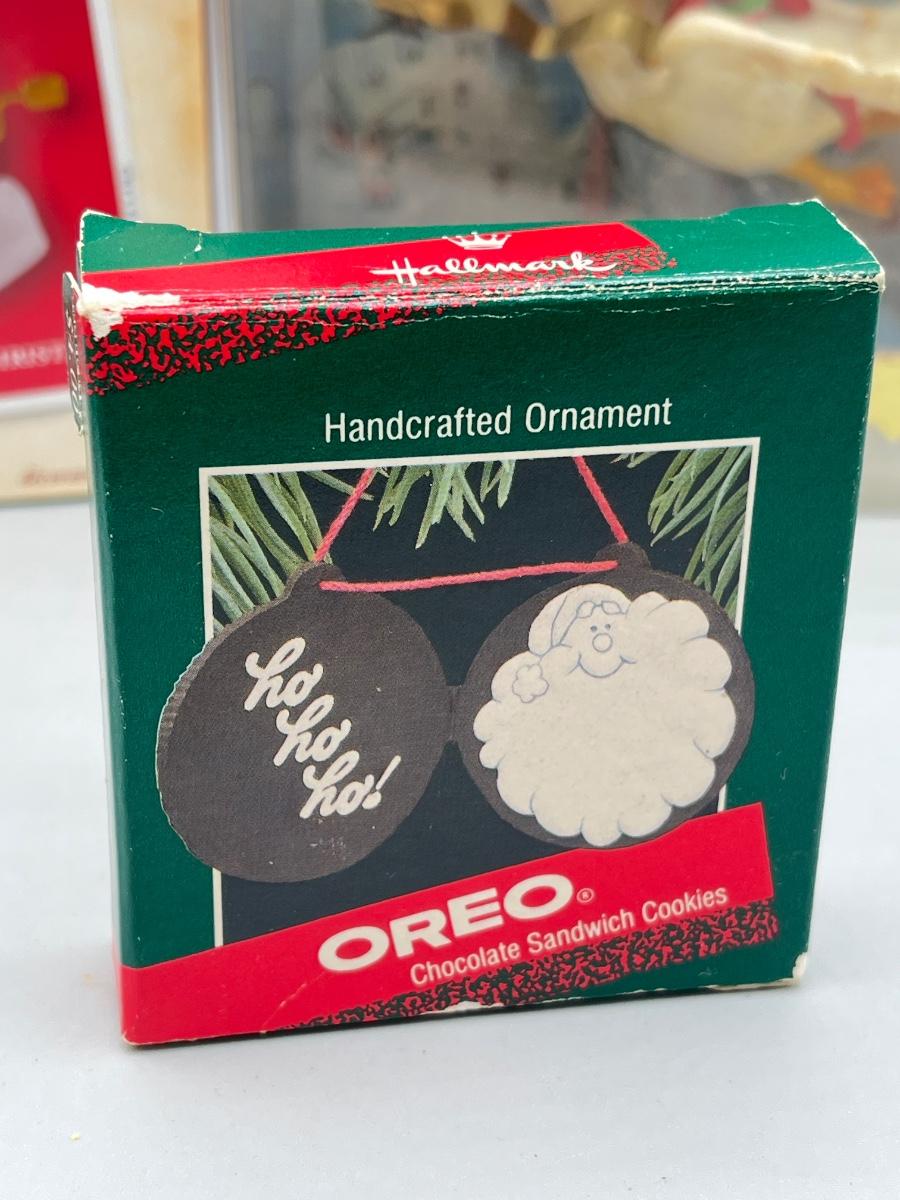 Hallmark
Handcrafted Ornament
ho
ho
ho!
OREO®
Chocolate Sandwich Cookies